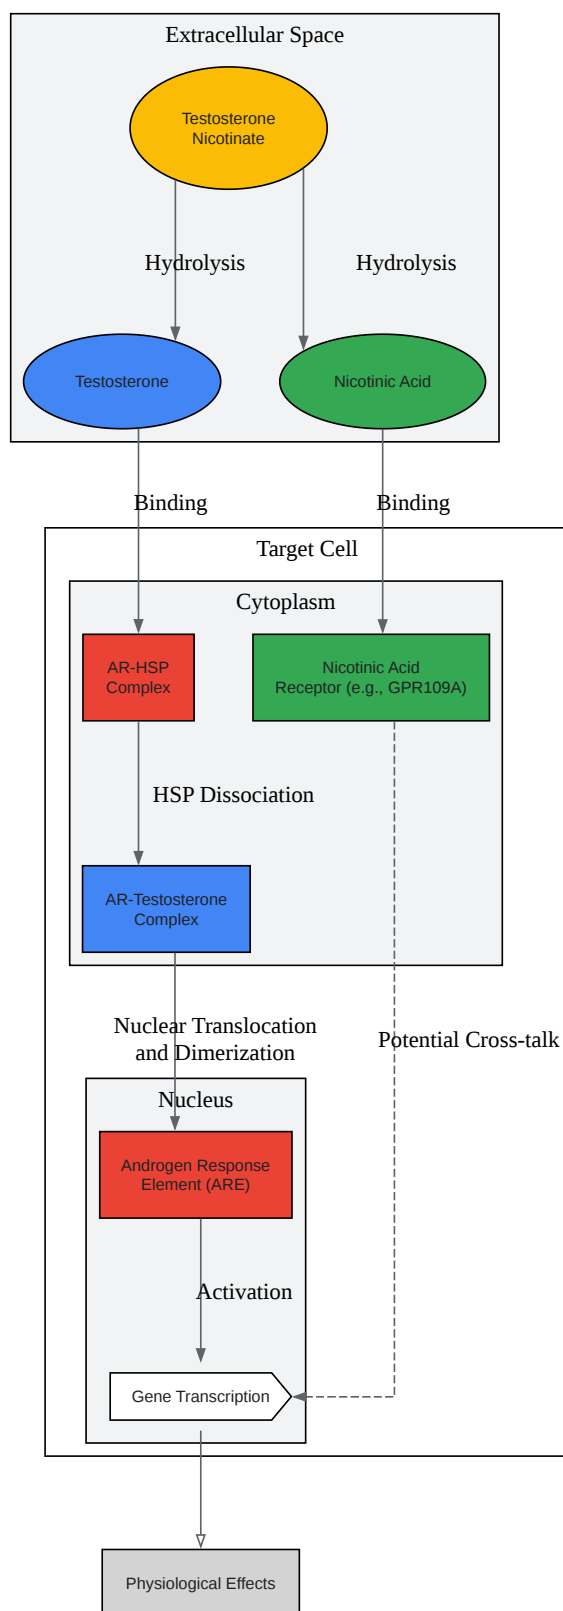 Extracellular Space
Testosterone
Nicotinate
Hydrolysis
Hydrolysis
Testosterone
Nicotinic Acid
Binding
Binding
Target Cell
Cytoplasm
AR-HSP
Complex
Nicotinic Acid
Receptor (e.g., GPR109A)
HSP Dissociation
AR-Testosterone
Complex
Nuclear Translocation
and Dimerization
Potential Cross-talk
Nucleus
Androgen Response
Element (ARE)
Activation
Gene Transcription
Physiological Effects